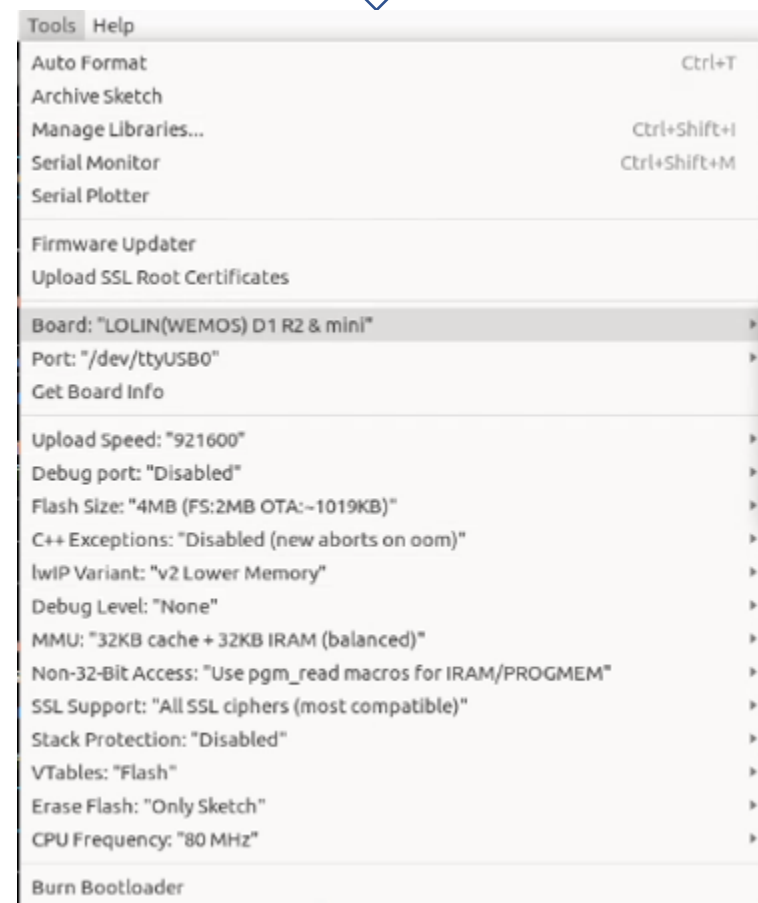 Tools Help
Auto Format Ctrl+T
Archive Sketch
Manage Libraries... Ctrl+Shift+I
Serial Monitor Ctrl+Shift+M
Serial Plotter
Firmware Updater
Upload SSL Root Certificates
Board: "LOLIN(WEMOS) D1 R2 & mini"
Port: "/dev/ttyUSB0"
Get Board Info
Upload Speed: "921600"
Debug port: "Disabled"
Flash Size: "4MB (FS:2MB OTA:~1019KB)"
C++ Exceptions: "Disabled (new aborts on oom)"
lwIP Variant: "v2 Lower Memory"
Debug Level: "None"
MMU: "32KB cache + 32KB IRAM (balanced)"
Non-32-Bit Access: "Use pgm_read macros for IRAM/PROGMEM"
SSL Support: "All SSL ciphers (most compatible)"
Stack Protection: "Disabled"
VTables: "Flash"
Erase Flash: "Only Sketch"
CPU Frequency: "80 MHz"
Burn Bootloader